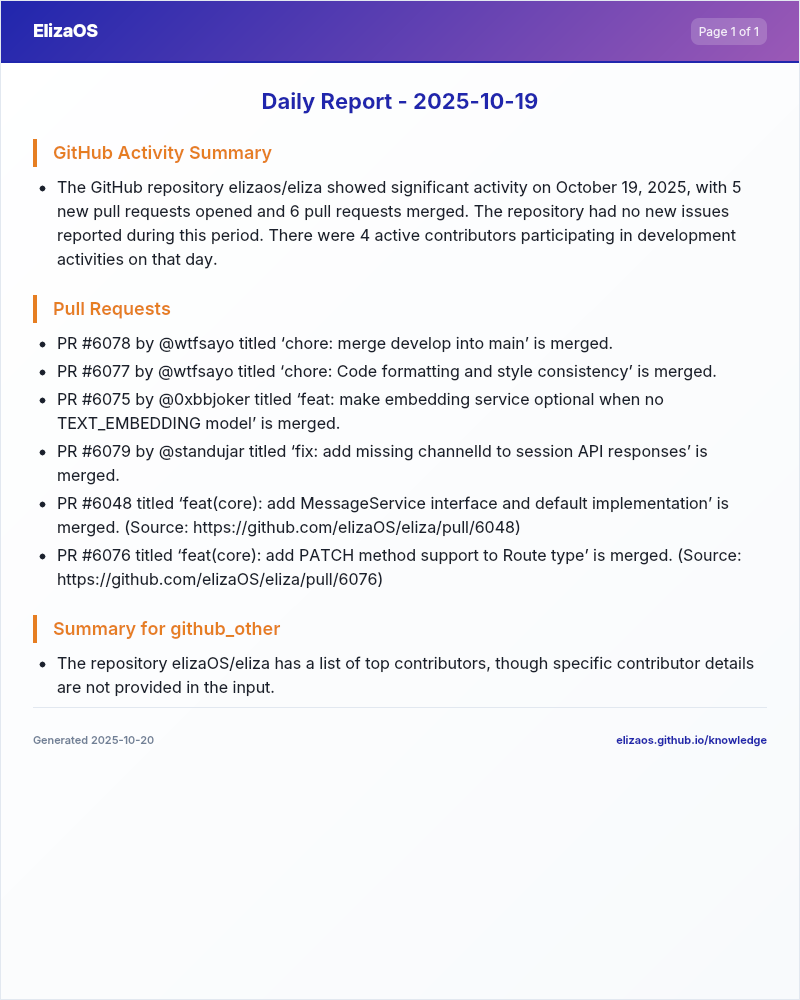 ElizaOS
Page 1 of 1
Daily Report - 2025-10-19
GitHub Activity Summary
• The GitHub repository elizaos/eliza showed significant activity on October 19, 2025, with 5
new pull requests opened and 6 pull requests merged. The repository had no new issues
reported during this period. There were 4 active contributors participating in development
activities on that day.
Pull Requests
• PR #6078 by @wtfsayo titled ‘chore: merge develop into main’ is merged.
• PR #6077 by @wtfsayo titled ‘chore: Code formatting and style consistency’ is merged.
• PR #6075 by @0xbbjoker titled ‘feat: make embedding service optional when no
TEXT_EMBEDDING model’ is merged.
• PR #6079 by @standujar titled ‘fix: add missing channelId to session API responses’ is
merged.
• PR #6048 titled ‘feat(core): add MessageService interface and default implementation’ is
merged. (Source: https://github.com/elizaOS/eliza/pull/6048)
• PR #6076 titled ‘feat(core): add PATCH method support to Route type’ is merged. (Source:
https://github.com/elizaOS/eliza/pull/6076)
Summary for github_other
• The repository elizaOS/eliza has a list of top contributors, though specific contributor details
are not provided in the input.
Generated 2025-10-20
elizaos.github.io/knowledge